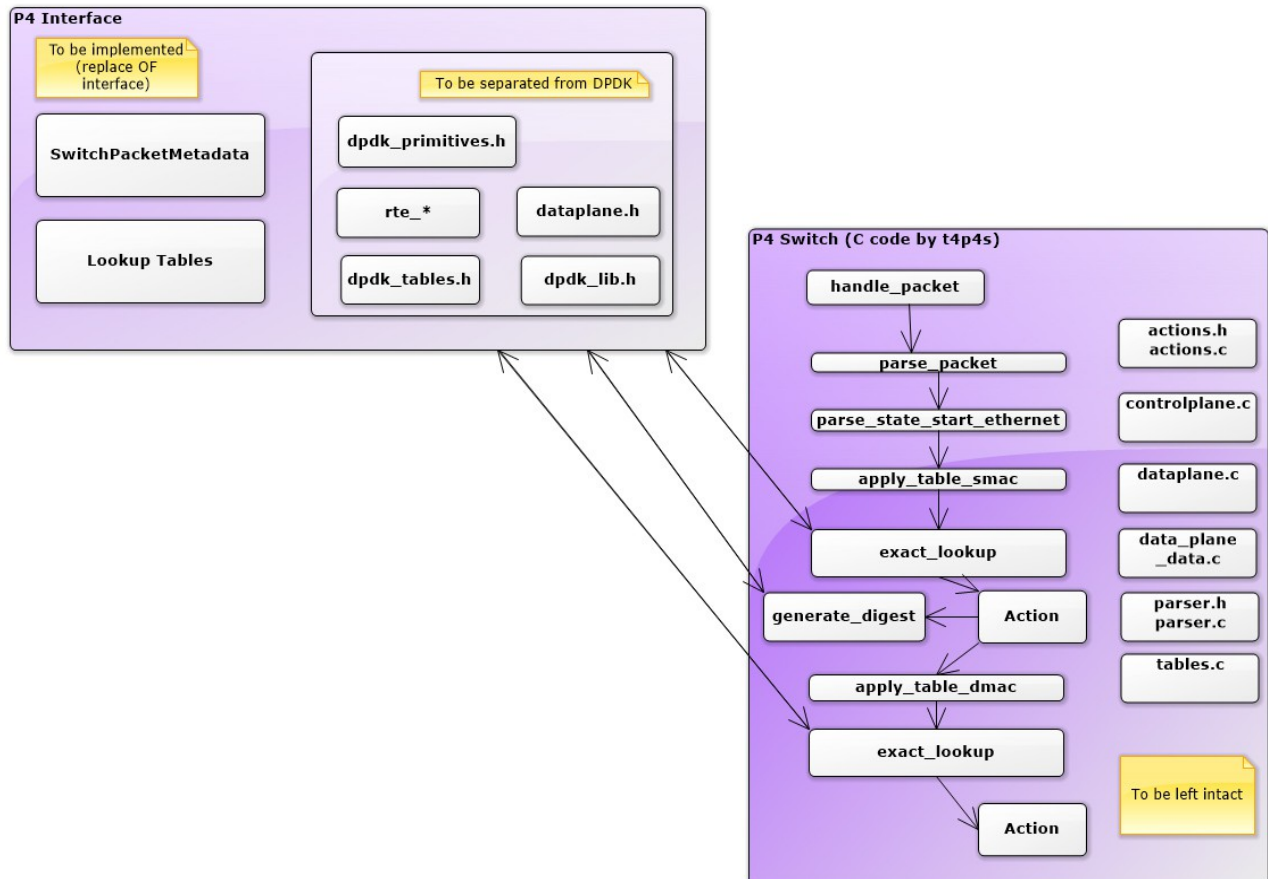 P4 Interface
To be implemented
(replace OF
interface)
To be separated from DPDK
SwitchPacketMetadata
Lookup Tables
dpdk_primitives.h
rte_*
dataplane.h
dpdk_tables.h
dpdk_lib.h
P4 Switch (C code by t4p4s)
handle_packet
parse_packet
parse_state_start_ethernet
apply_table_smac
exact_lookup
generate_digest
Action
apply_table_dmac
exact_lookup
Action
actions.h
actions.c
controlplane.c
dataplane.c
data_plane
_data.c
parser.h
parser.c
tables.c
To be left intact